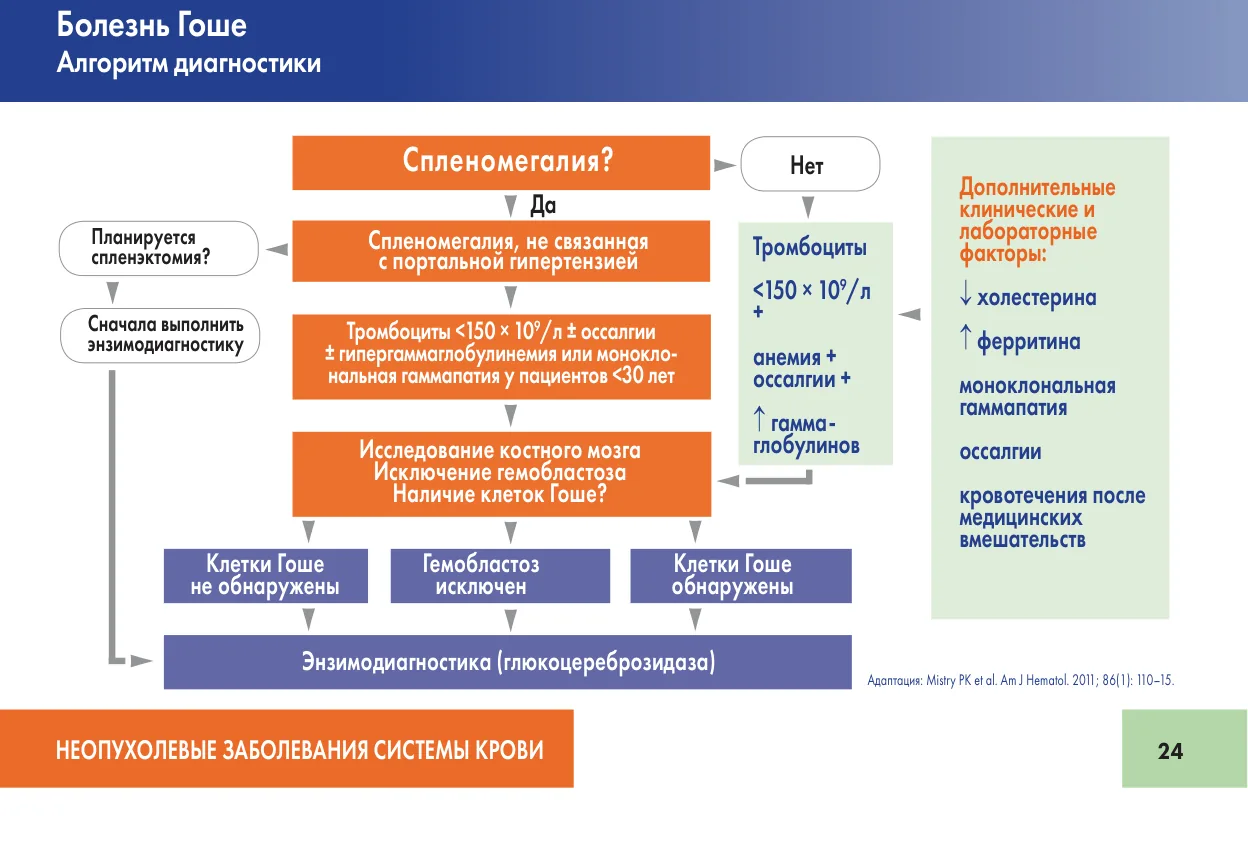 Болезнь Гоше
Алгоритм диагностики
Спленомегалия?
Нет
Да
Планируется
спленэктомия?
Спленомегалия, не связанная
с портальной гипертензией
Сначала выполнить
энзимодиагностику
Тромбоциты <150 × 10⁹/л ± оссалгии
± гипергаммаглобулинемия или монокло-
нальная гаммапатия у пациентов <30 лет
Тромбоциты
<150 × 10⁹/л
+
анемия +
оссалгии +
↑ гамма-
глобулинов
Дополнительные
клинические и
лабораторные
факторы:
↓ холестерина
↑ ферритина
моноклональная
гаммапатия
оссалгии
кровотечения после
медицинских
вмешательств
Исследование костного мозга
Исключение гемобластоза
Наличие клеток Гоше?
Клетки Гоше
не обнаружены
Гемобластоз
исключен
Клетки Гоше
обнаружены
Энзимодиагностика (глюкоцереброзидаза)
Адаптация: Mistry PK et al. Am J Hematol. 2011; 86(1): 110–15.
НЕОПУХОЛЕВЫЕ ЗАБОЛЕВАНИЯ СИСТЕМЫ КРОВИ
24